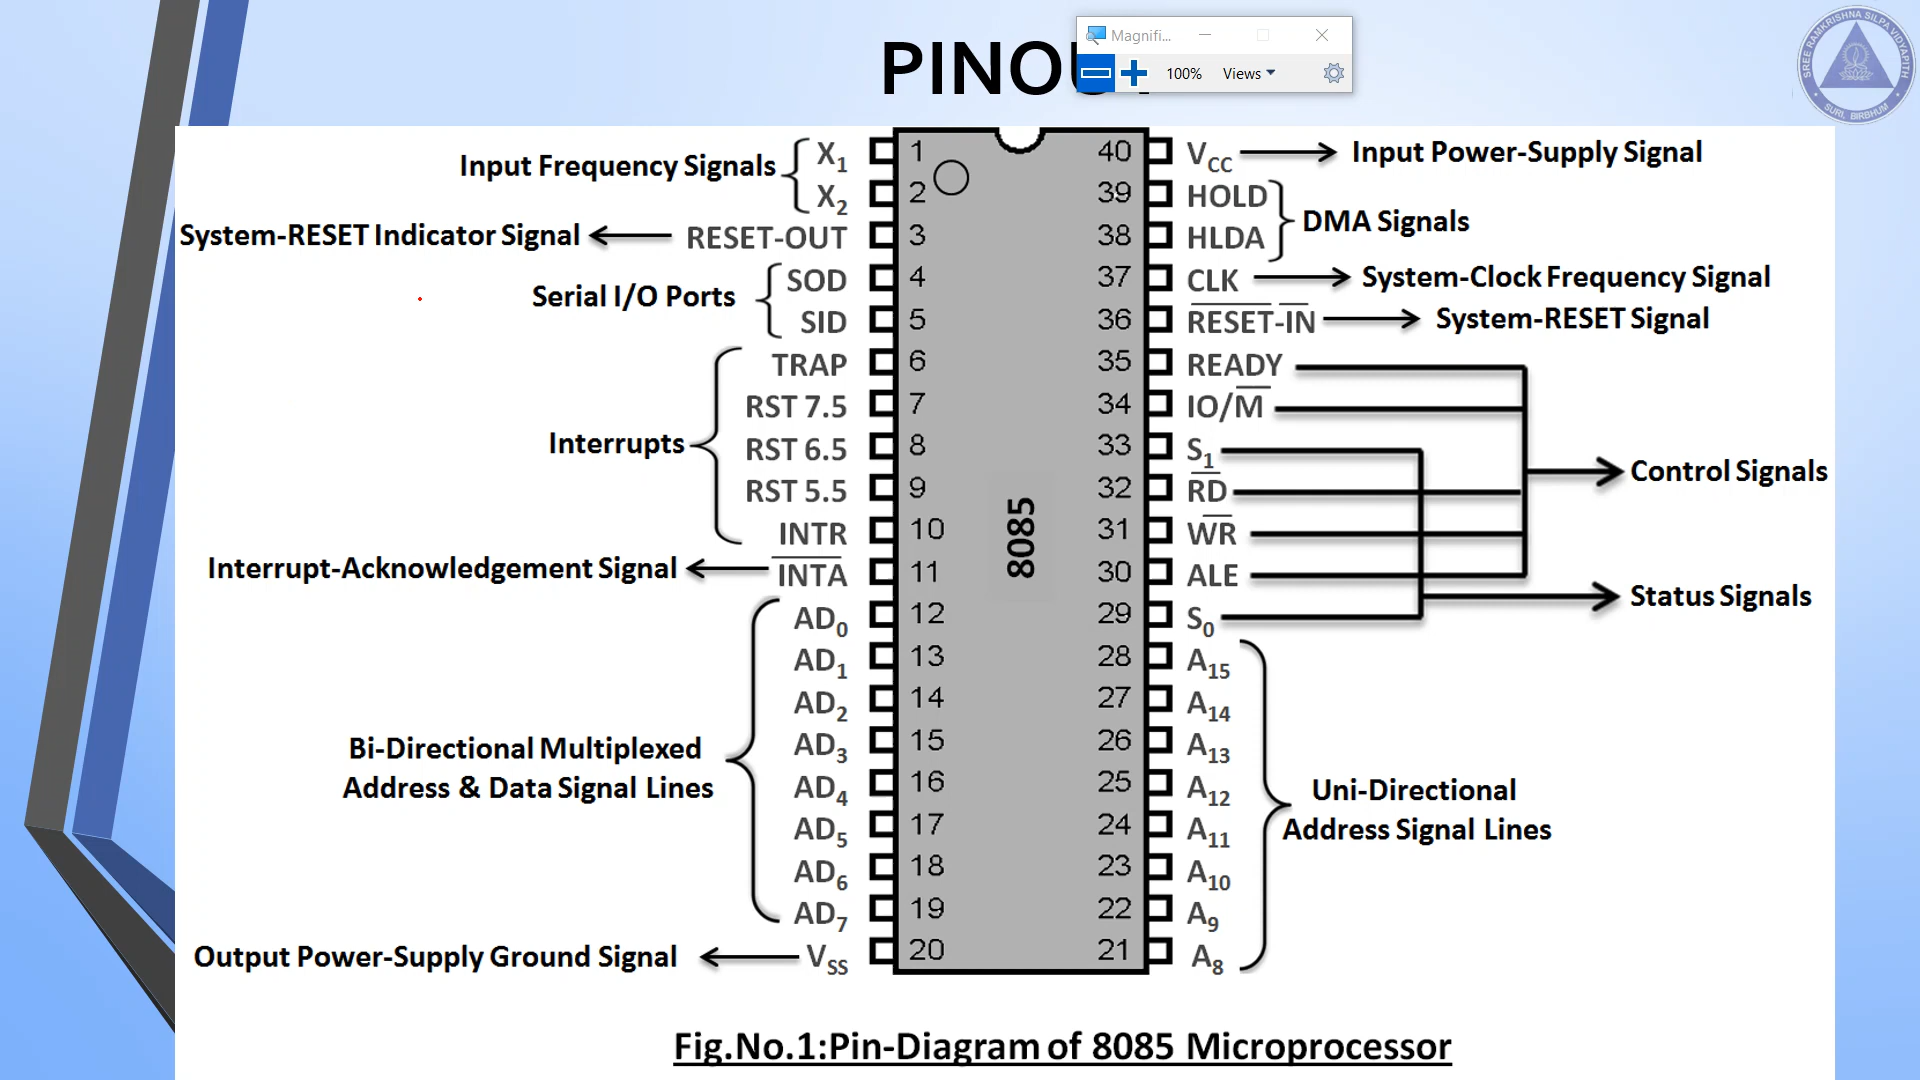 PINOUT
Magnifi...
100% Views
SREE RAMKRISHNA SILPA VIDYAPITH
SURI, BIRBHUM
Input Frequency Signals
X1
X2
System-RESET Indicator Signal
RESET-OUT
Serial I/O Ports
SOD
SID
Interrupts
TRAP
RST 7.5
RST 6.5
RST 5.5
INTR
Interrupt-Acknowledgement Signal
INTA
Bi-Directional Multiplexed
Address & Data Signal Lines
AD0
AD1
AD2
AD3
AD4
AD5
AD6
AD7
Output Power-Supply Ground Signal
VSS
1
2
3
4
5
6
7
8
9
10
11
12
13
14
15
16
17
18
19
20
8085
40
39
38
37
36
35
34
33
32
31
30
29
28
27
26
25
24
23
22
21
VCC
Input Power-Supply Signal
HOLD
HLDA
DMA Signals
CLK
System-Clock Frequency Signal
RESET-IN
System-RESET Signal
READY
IO/M
S1
RD
WR
ALE
S0
Control Signals
Status Signals
A15
A14
A13
A12
A11
A10
A9
A8
Uni-Directional
Address Signal Lines
Fig.No.1:Pin-Diagram of 8085 Microprocessor